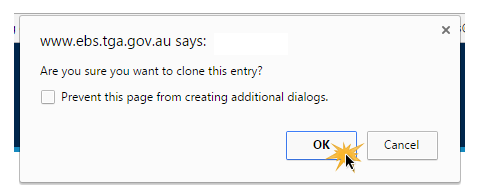 www.ebs.tga.gov.au says:
Are you sure you want to clone this entry?
Prevent this page from creating additional dialogs.
OK
Cancel